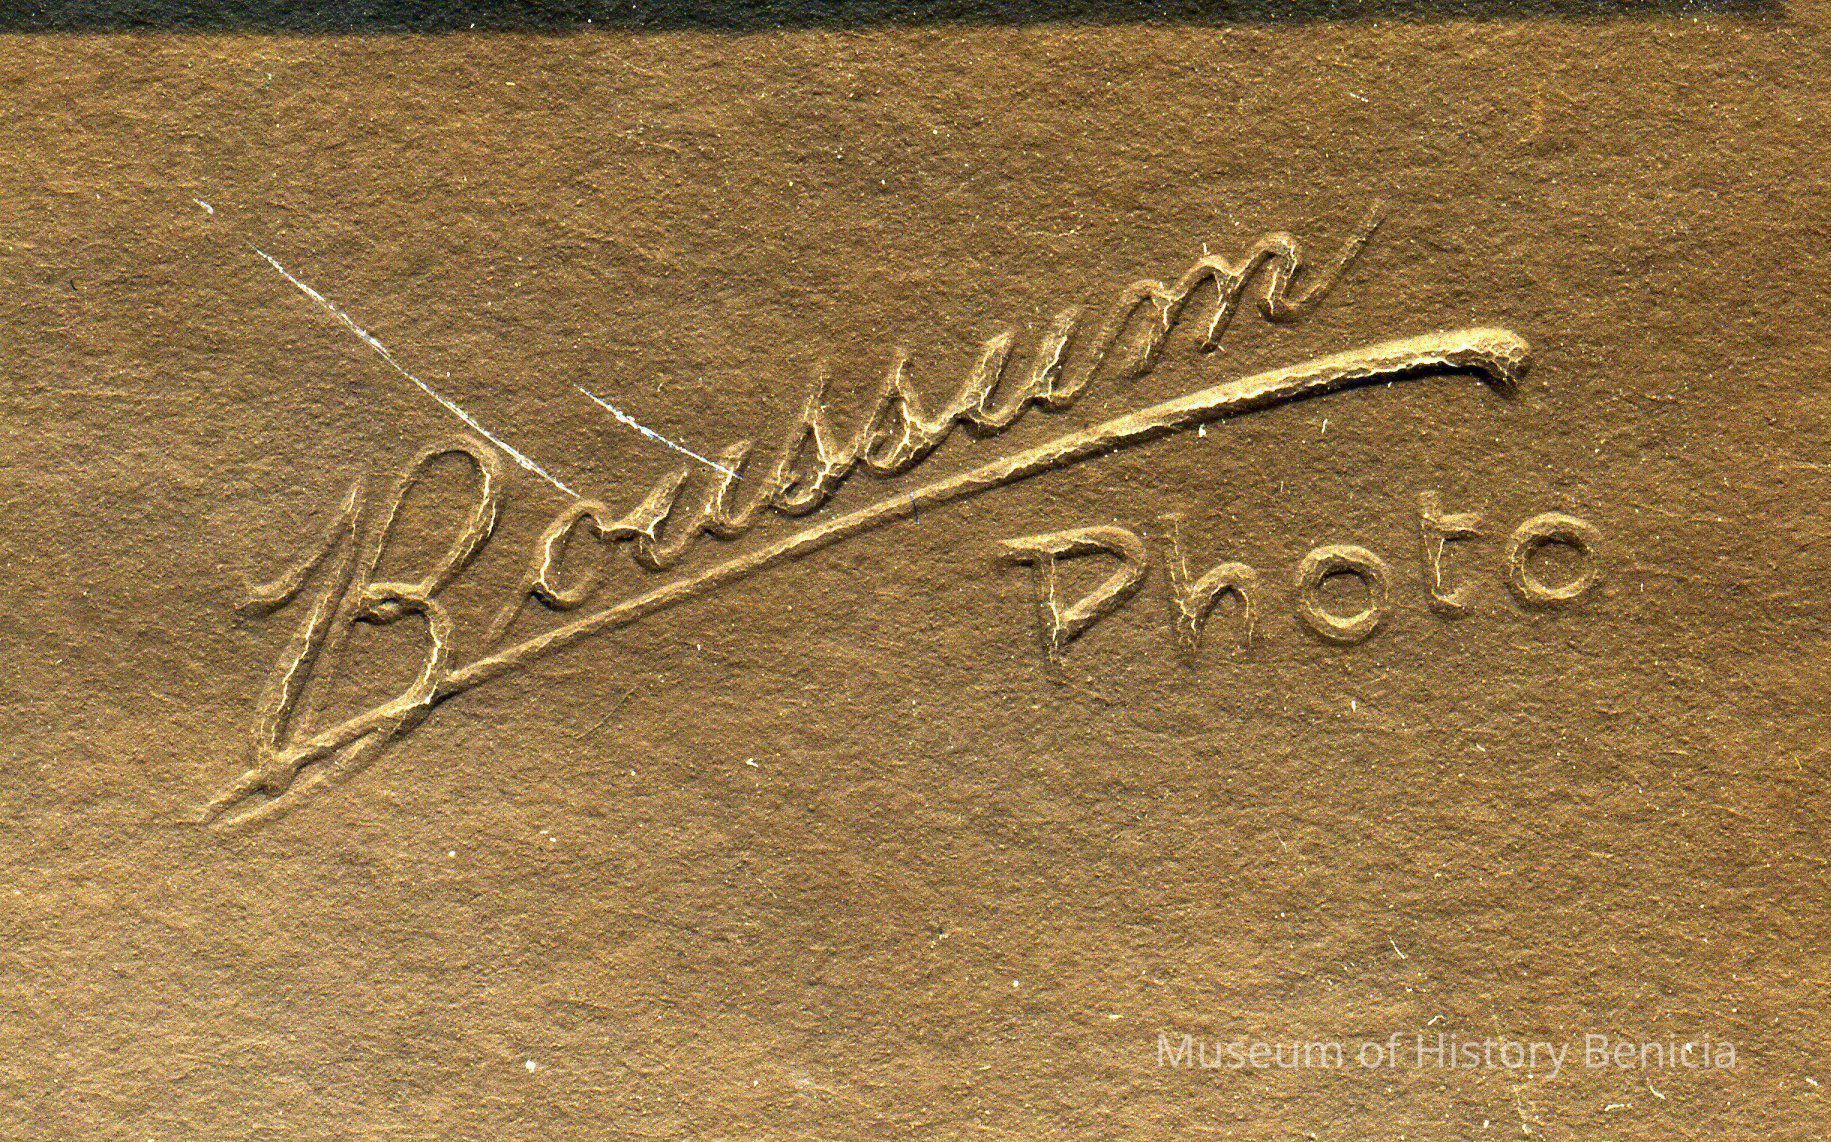 Boussum
Photo
Museum of History Benicia